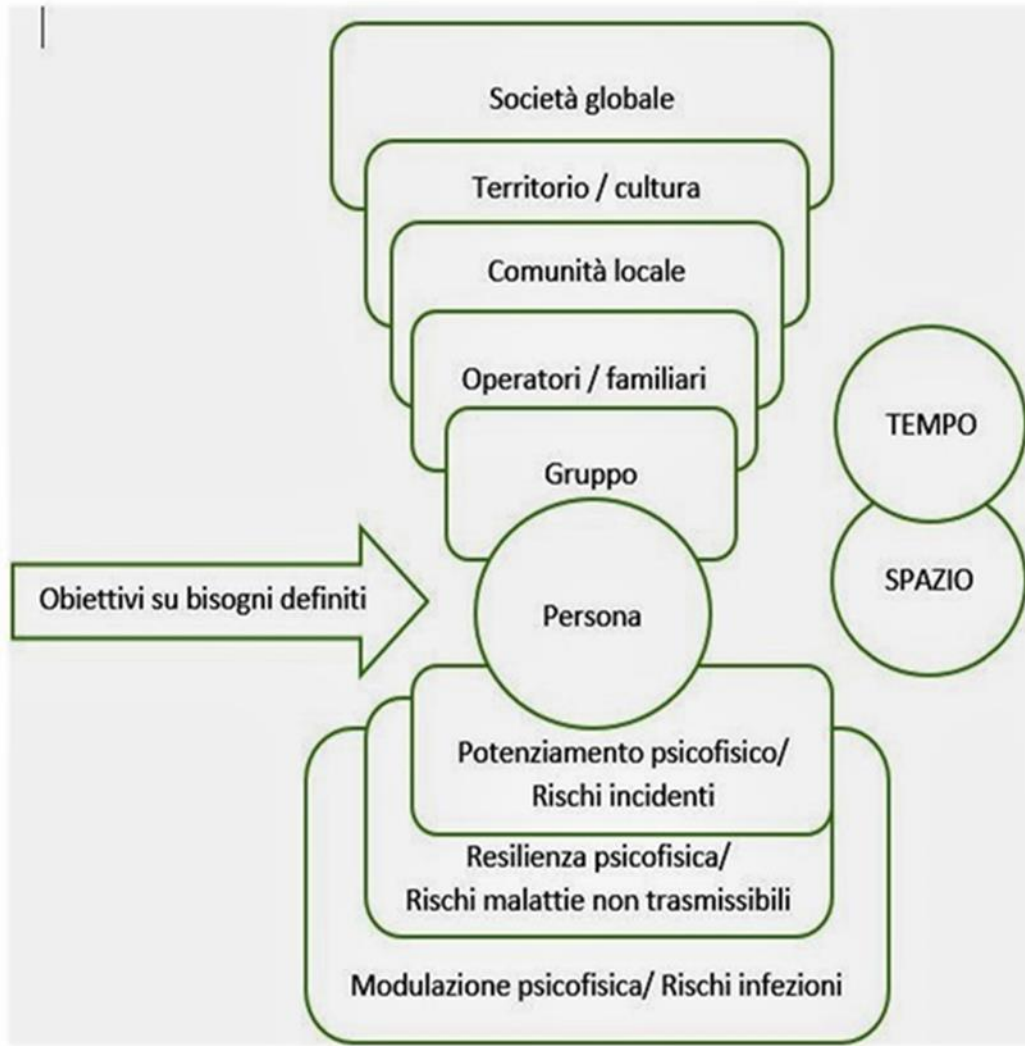 Società globale
Territorio / cultura
Comunità locale
Operatori / familiari
TEMPO
Gruppo
SPAZIO
Obiettivi su bisogni definiti
Persona
Potenziamento psicofisico/
Rischi incidenti
Resilienza psicofisica/
Rischi malattie non trasmissibili
Modulazione psicofisica/ Rischi infezioni